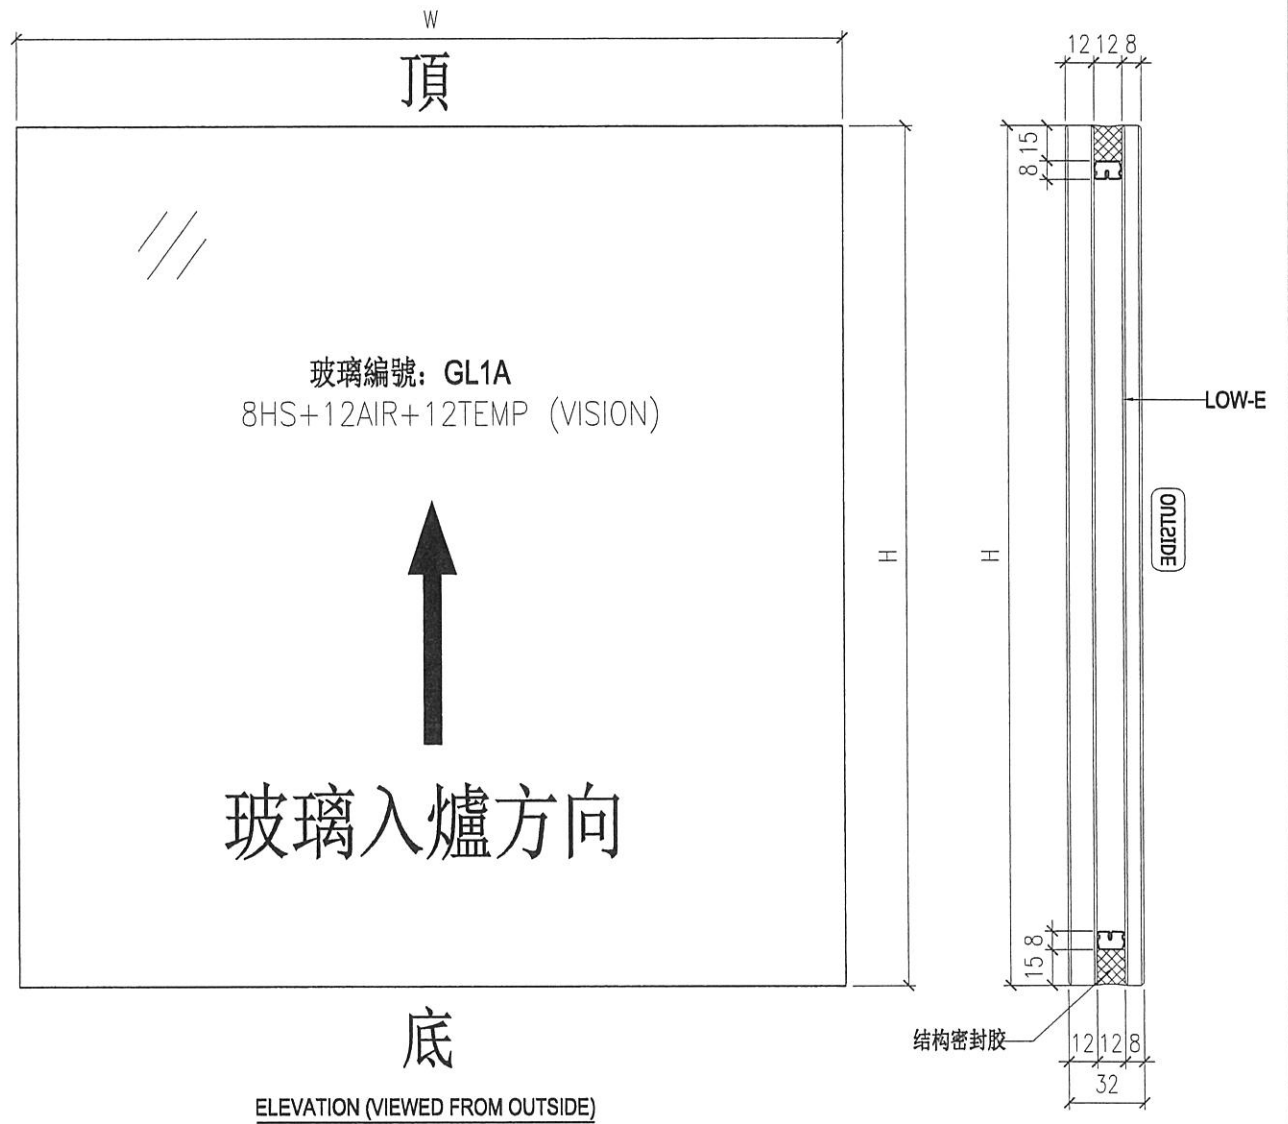 W
頂
玻璃編號：GL1A
8HS+12AIR+12TEMP (VISION)
玻璃入爐方向
底
ELEVATION (VIEWED FROM OUTSIDE)
H
H
12 12 8
15
8
LOW-E
OUTSIDE
8
15
结构密封胶
12 12 8
32